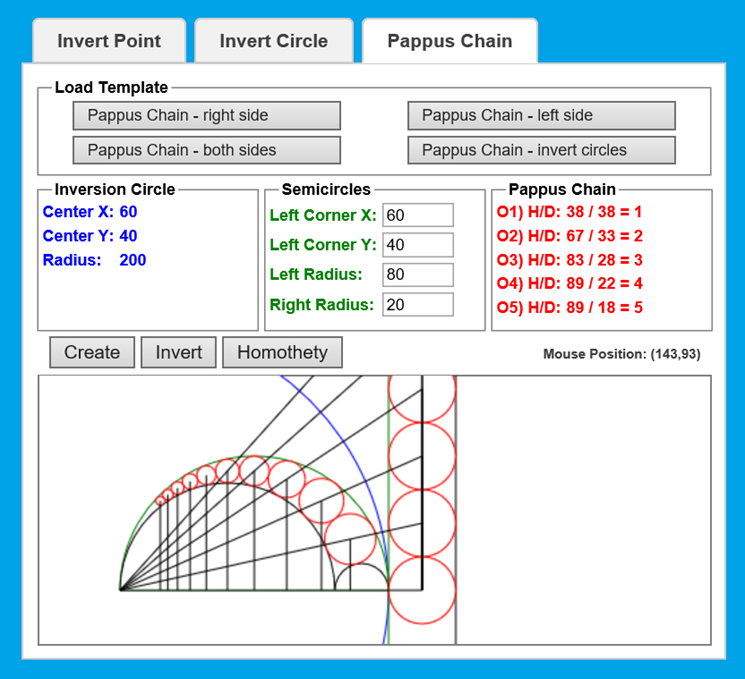 Invert Point Invert Circle Pappus Chain
Load Template
Pappus Chain - right side Pappus Chain - left side
Pappus Chain - both sides Pappus Chain - invert circles
Inversion Circle
Center X: 60
Center Y: 40
Radius: 200
Semicircles
Left Corner X: 60
Left Corner Y: 40
Left Radius: 80
Right Radius: 20
Pappus Chain
O1) H/D: 38 / 38 = 1
O2) H/D: 67 / 33 = 2
O3) H/D: 83 / 28 = 3
O4) H/D: 89 / 22 = 4
O5) H/D: 89 / 18 = 5
Create Invert Homothety Mouse Position: (143,93)